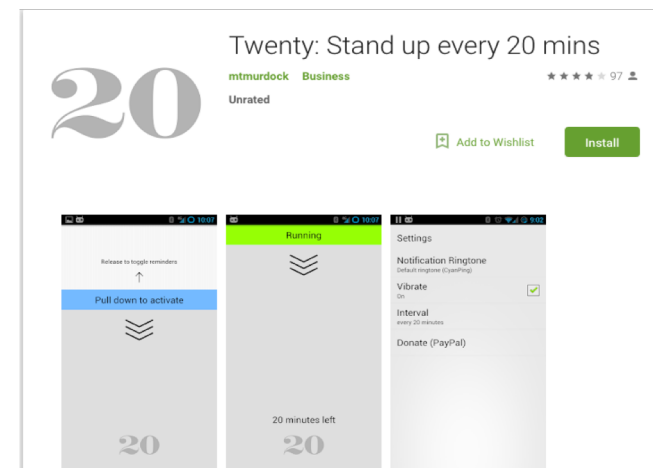 20
Twenty: Stand up every 20 mins
mtmurdock Business
97
Unrated
Add to Wishlist
Install
10:07
Release to toggle reminders
Pull down to activate
20
10:07
Running
20 minutes left
20
9:02
Settings
Notification Ringtone
Default ringtone (CyanPing)
Vibrate
On
Interval
every 20 minutes
Donate (PayPal)